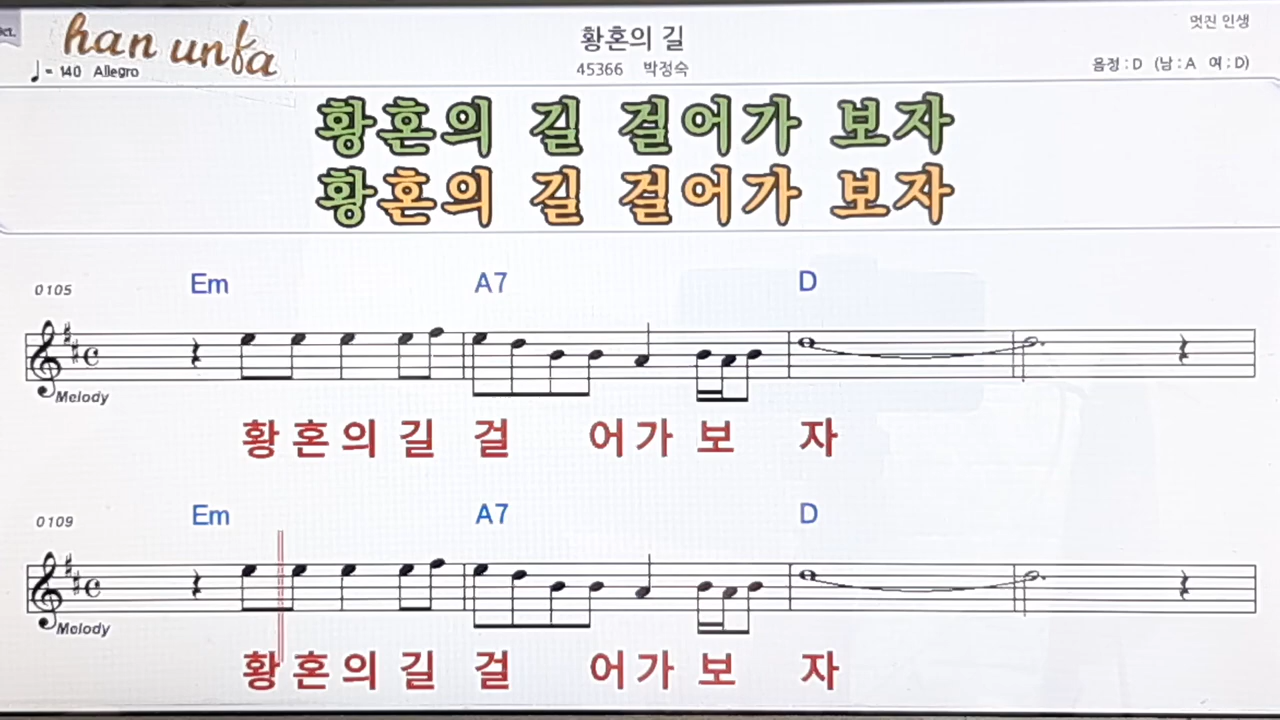 han unfa
황혼의 길
멋진 인생
♩= 140 Allegro
45366 박정숙
음정 : D (남 : A 여 : D)
황혼의 길 걸어가 보자
황혼의 길 걸어가 보자
0105
Em A7 D
Melody
황 혼 의 길 걸 어 가 보 자
0109
Em A7 D
Melody
황 혼 의 길 걸 어 가 보 자